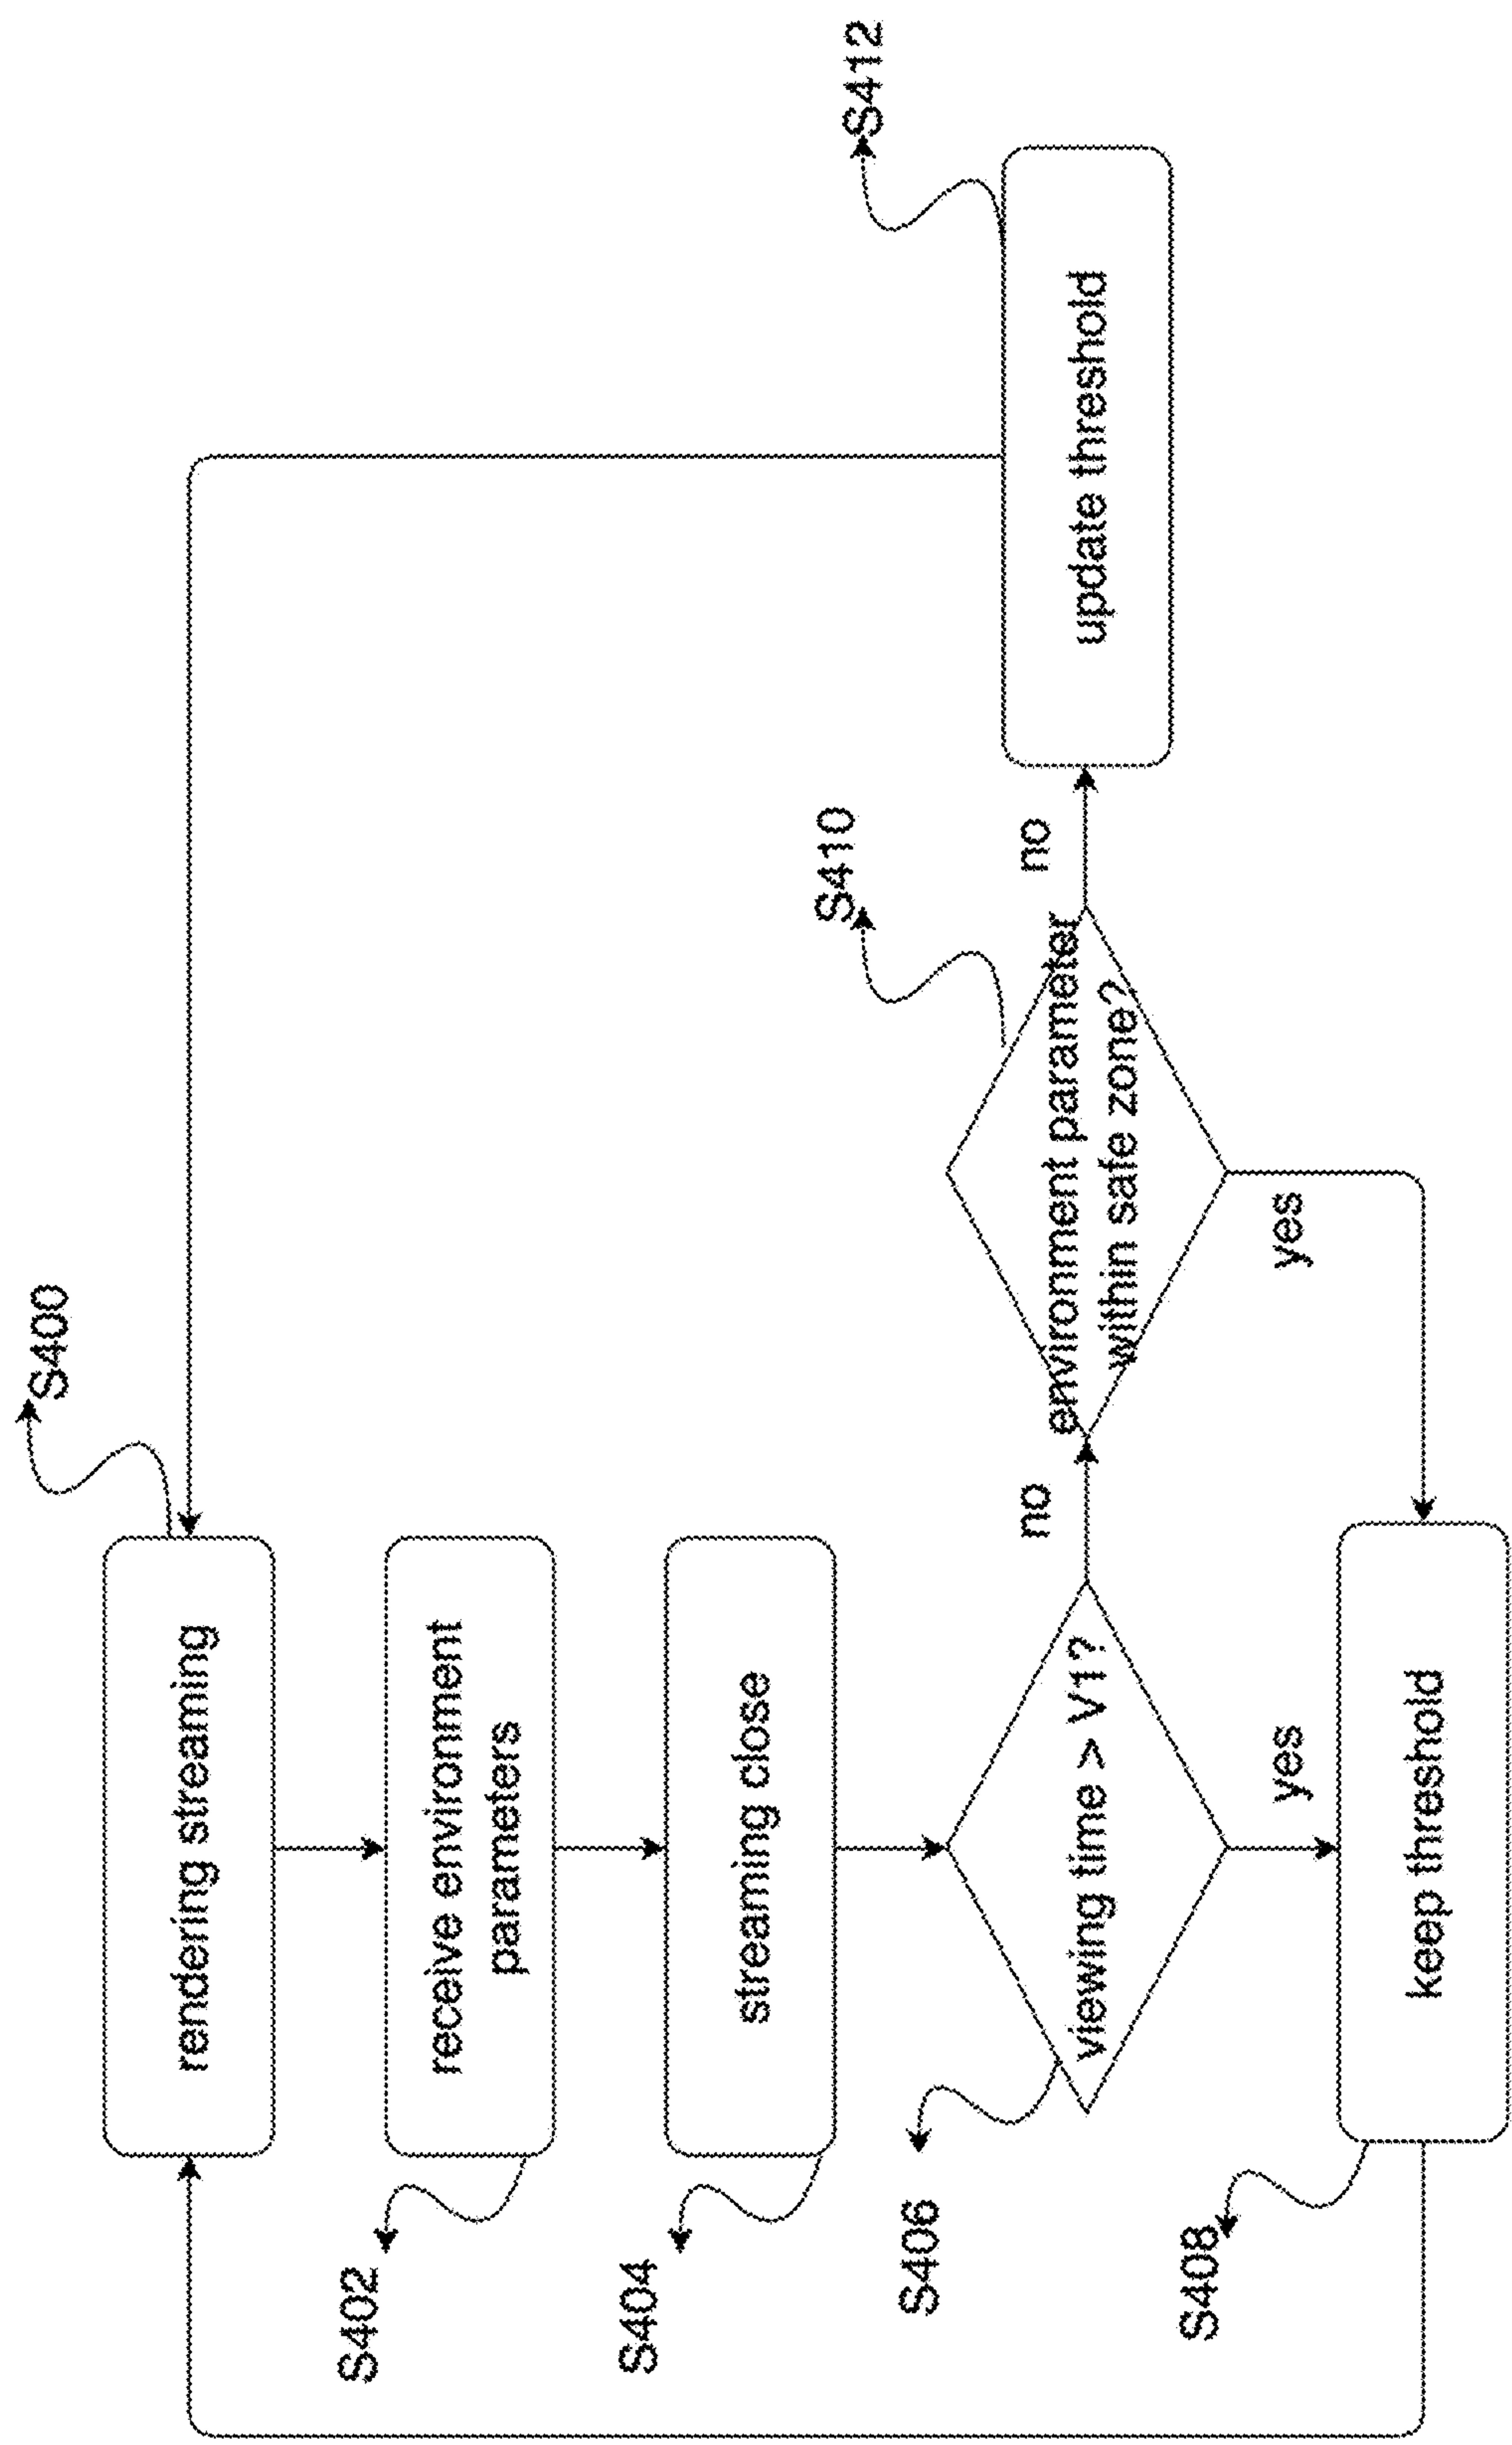 S400
rendering streaming
receive environment
parameters
S402
streaming close
S404
viewing time > V1?
S406
no
yes
environment parameter
within safe zone?
S410
no
yes
update threshold
S412
keep threshold
S408